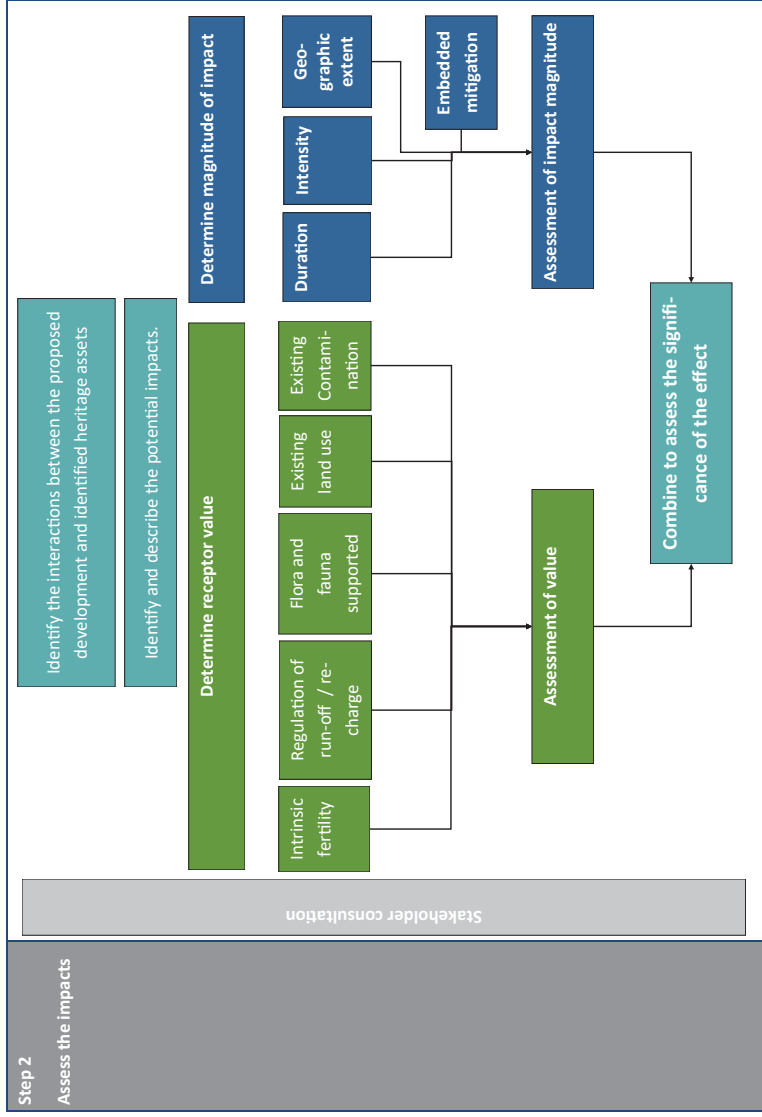 Step 2
Assess the impacts
Stakeholder consultation
Identify the interactions between the proposed
development and identified heritage assets
Identify and describe the potential impacts.
Determine receptor value
Determine magnitude of impact
Intrinsic
fertility
Regulation of
run-off / re-
charge
Flora and
fauna
supported
Existing
land use
Existing
Contami-
nation
Duration
Intensity
Geo-
graphic
extent
Embedded
mitigation
Assessment of value
Assessment of impact magnitude
Combine to assess the signifi-
cance of the effect